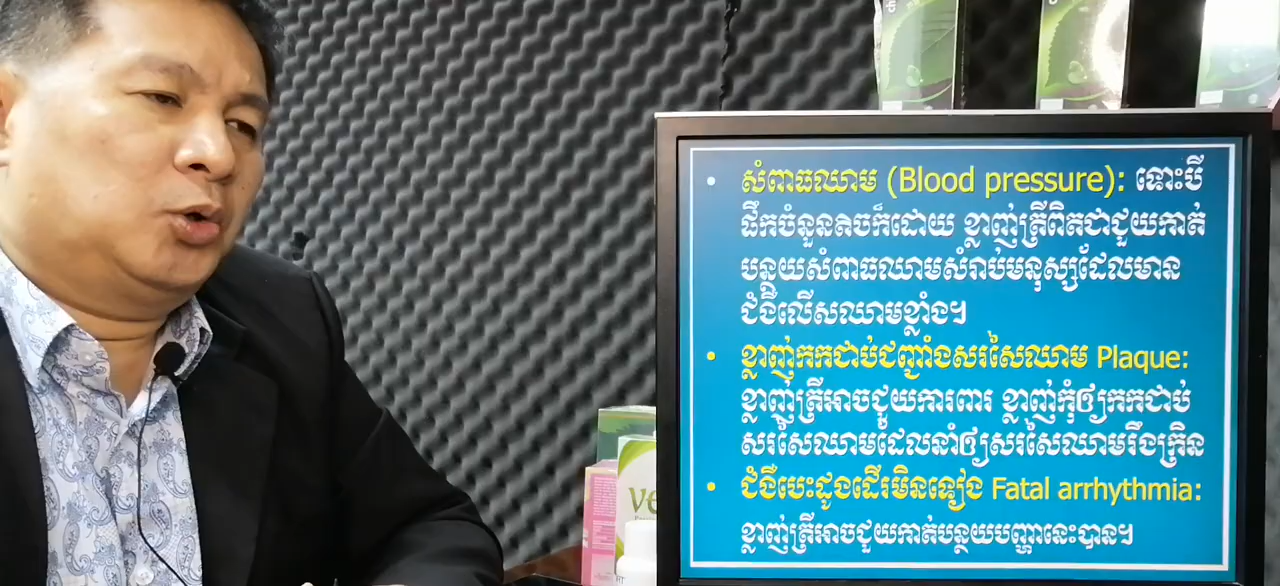 • សំពាធឈាម (Blood pressure): ទោះបី
ផឹកចំនួនតិចក៏ដោយ ខ្លាញ់ត្រីពិតជាជួយកាត់
បន្ថយសំពាធឈាមសំរាប់មនុស្សដែលមាន
ជំងឺលើសឈាមខ្លាំង។
• ខ្លាញ់កកជាប់ជញ្ជាំងសរសៃឈាម Plaque:
ខ្លាញ់ត្រីអាចជួយការពារ ខ្លាញ់កុំឲ្យកកជាប់
សរសៃឈាមដែលនាំឲ្យសរសៃឈាមរឹងក្រិន
• ជំងឺបេះដូងដើរមិនទៀង Fatal arrhythmia:
ខ្លាញ់ត្រីអាចជួយកាត់បន្ថយបញ្ហានេះបាន។